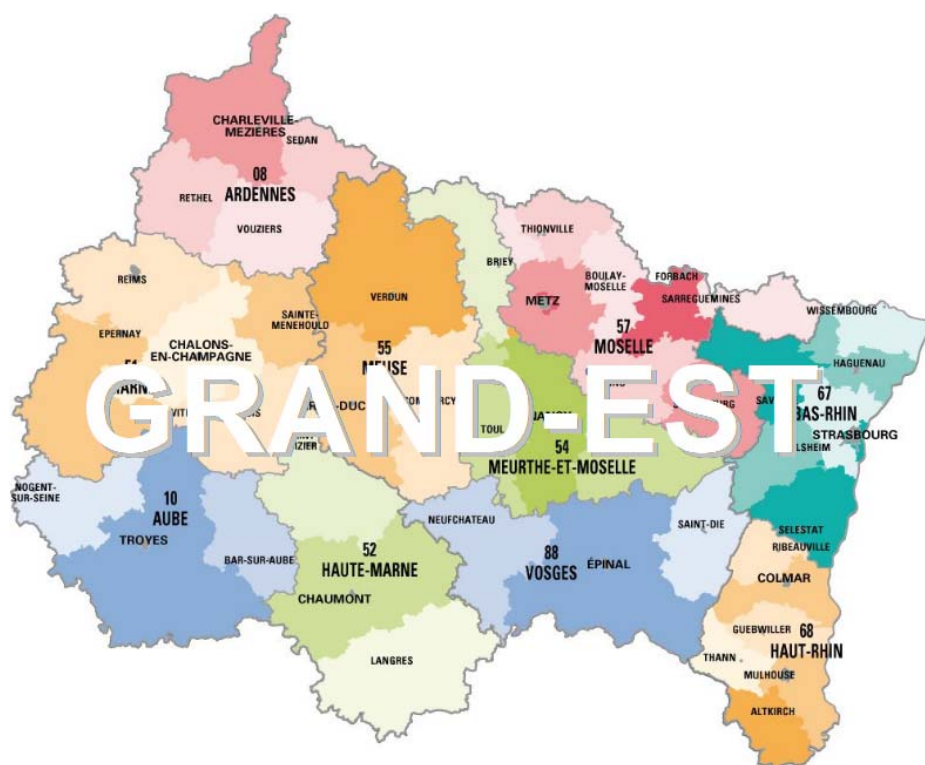 CHARLEVILLE-
MEZIÈRES
SEDAN
08
ARDENNES
RETHEL
VOUZIERS
REIMS
EPERNAY
CHALONS-
EN-CHAMPAGNE
SAINTE-
MENEHOULD
VERDUN
55
MEUSE
BRIEY
THIONVILLE
METZ
BOULAY-
MOSELLE
FORBACH
SARREGUEMINES
57
MOSELLE
WISSEMBOURG
HAGUENAU
67
BAS-RHIN
STRASBOURG
GRAND-EST
TOUL
54
MEURTHE-ET-MOSELLE
NOGENT-
SUR-SEINE
10
AUBE
TROYES
BAR-SUR-AUBE
52
HAUTE-MARNE
CHAUMONT
LANGRES
NEUFCHATEAU
88
VOSGES
ÉPINAL
SAINT-DIE
SELESTAT
RIBEAUVILLE
COLMAR
GUEBWILLER
68
HAUT-RHIN
THANN
MULHOUSE
ALTKIRCH